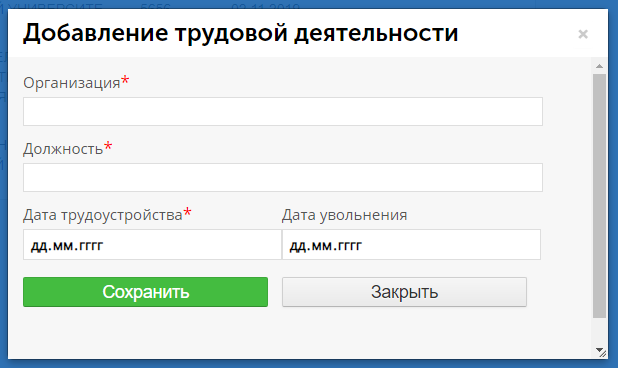 Добавление трудовой деятельности
×
Организация*
Должность*
Дата трудоустройства* Дата увольнения
дд.мм.гггг дд.мм.гггг
Сохранить Закрыть